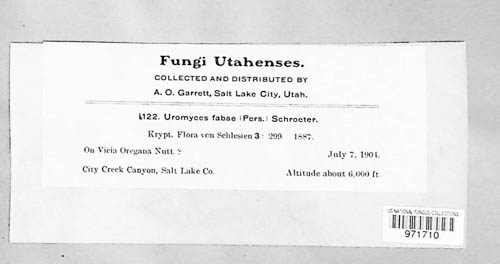 Fungi Utahenses.
COLLECTED AND DISTRIBUTED BY
A. O. Garrett, Salt Lake City, Utah.
122. Uromyces fabae (Pers.) Schroeter.
Krypt. Flora von Schlesien 3: 299. 1887.
On Vicia Oregana Nutt.? July 7, 1904.
City Creek Canyon, Salt Lake Co. Altitude about 6,000 ft.
US NATIONAL FUNGUS COLLECTIONS
971710